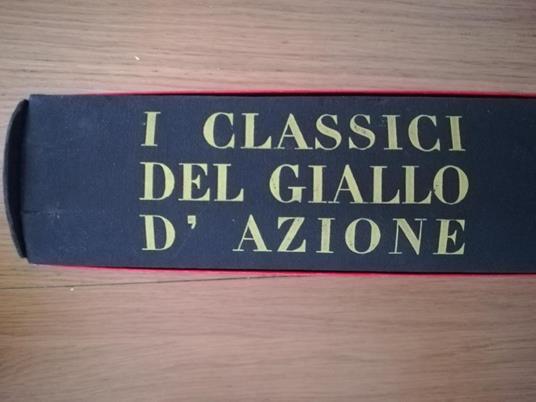 I CLASSICI
DEL GIALLO
D' AZIONE